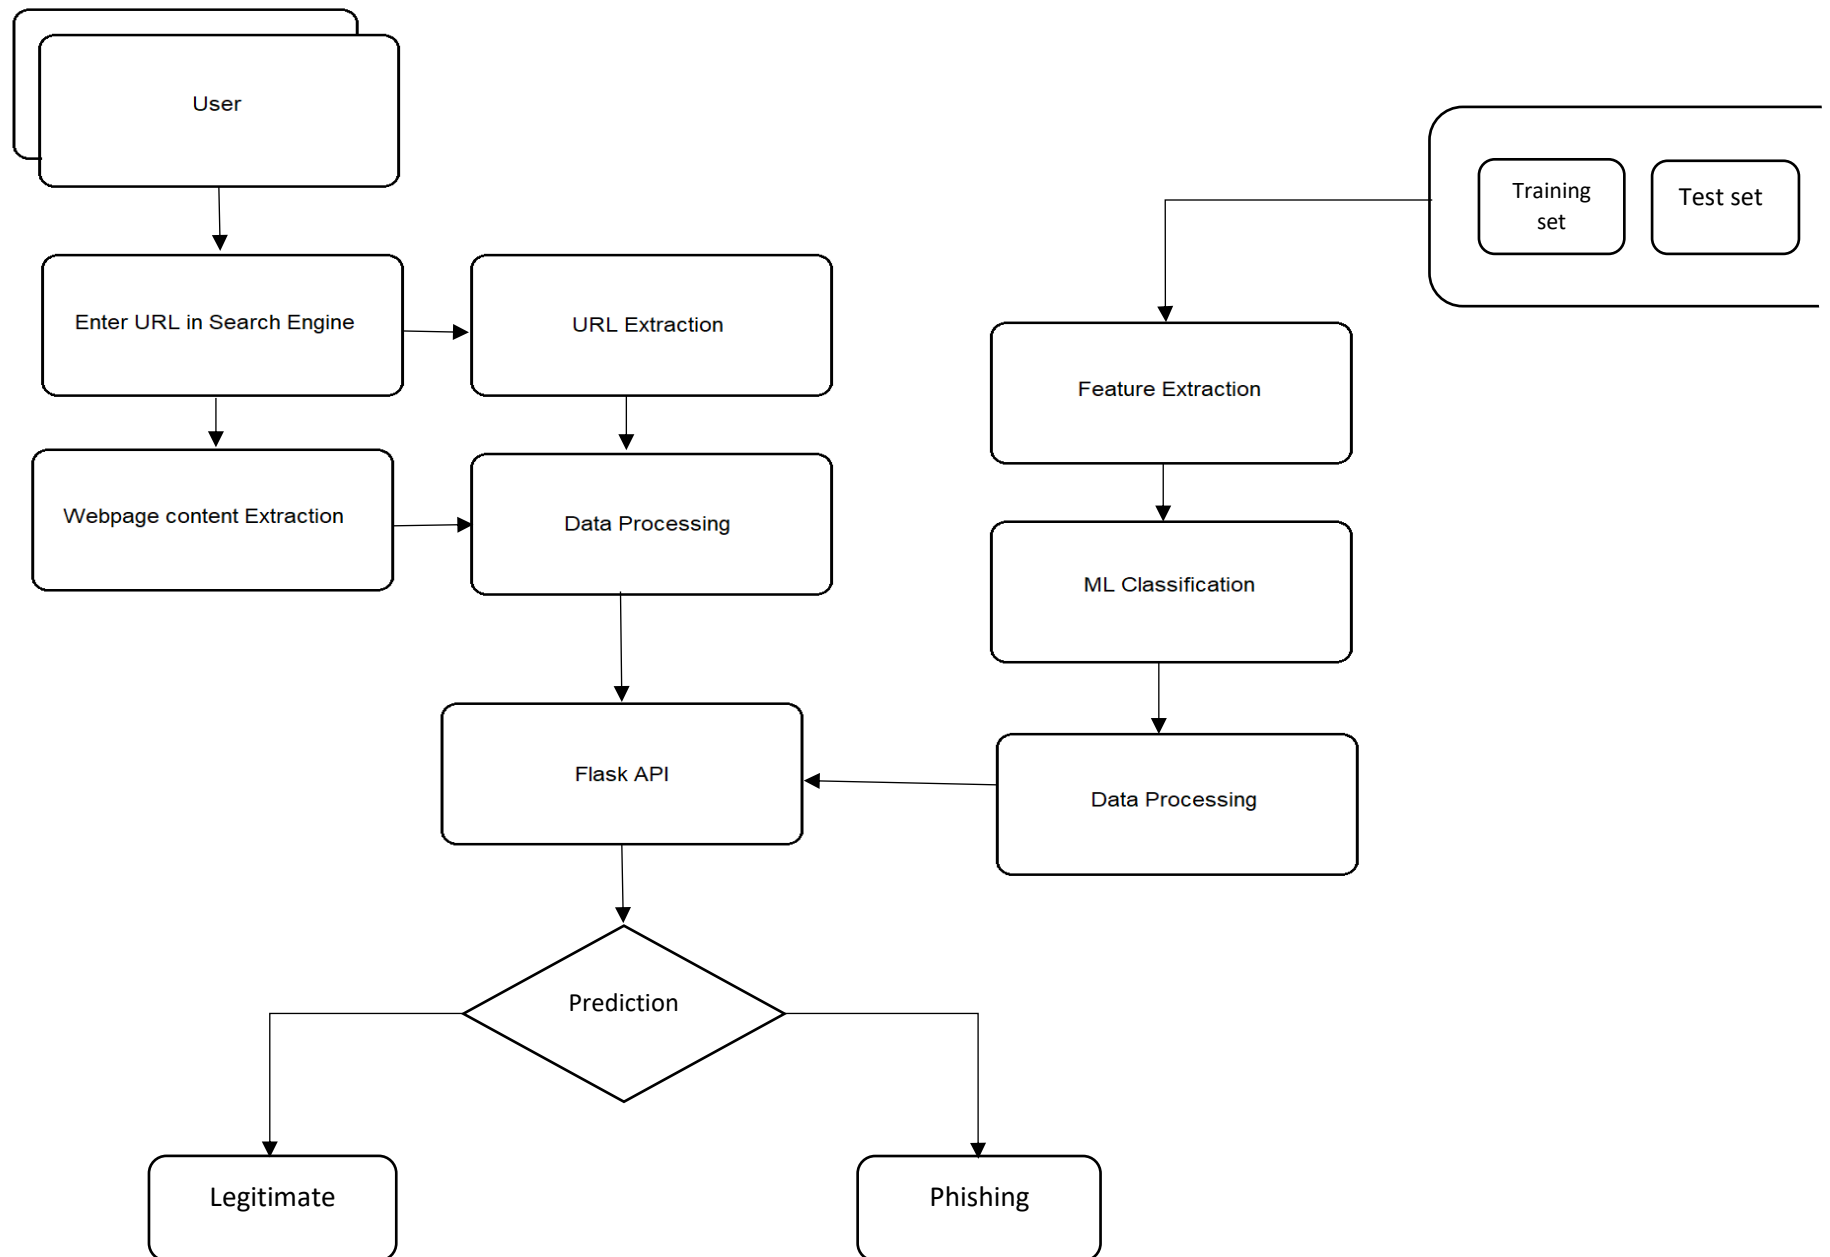 User
Training
set
Test set
Enter URL in Search Engine
URL Extraction
Feature Extraction
Webpage content Extraction
Data Processing
ML Classification
Flask API
Data Processing
Prediction
Legitimate
Phishing